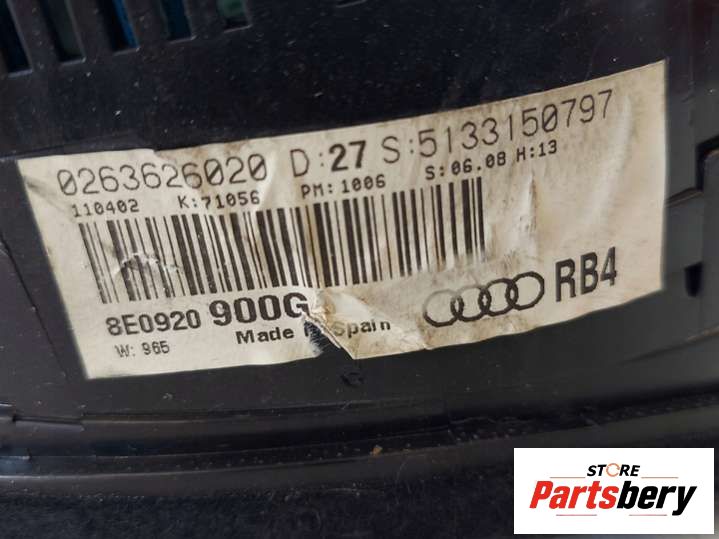 0263626020 D:27 S:5133150797
110402 K:71056 PM:1006 S:06.08 H:13
8E0920 900G RB4
Made Spain
W: 965
STORE
Partsbery